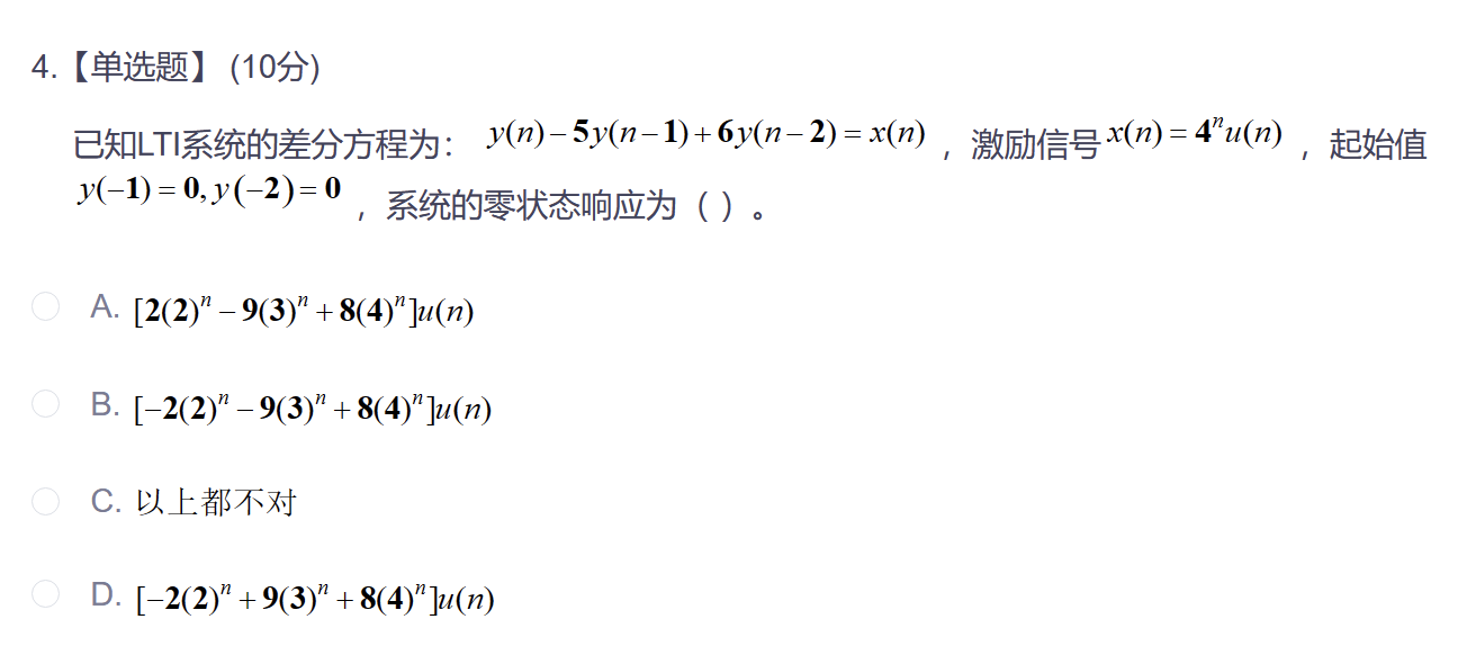 4.【单选题】 (10分)
已知LTI系统的差分方程为： y(n)−5y(n−1)+6y(n−2)=x(n) ，激励信号 x(n)=4ⁿu(n) ，起始值
y(−1)=0,y(−2)=0 ，系统的零状态响应为（ ）。
A. [2(2)ⁿ−9(3)ⁿ+8(4)ⁿ]u(n)
B. [−2(2)ⁿ−9(3)ⁿ+8(4)ⁿ]u(n)
C. 以上都不对
D. [−2(2)ⁿ+9(3)ⁿ+8(4)ⁿ]u(n)